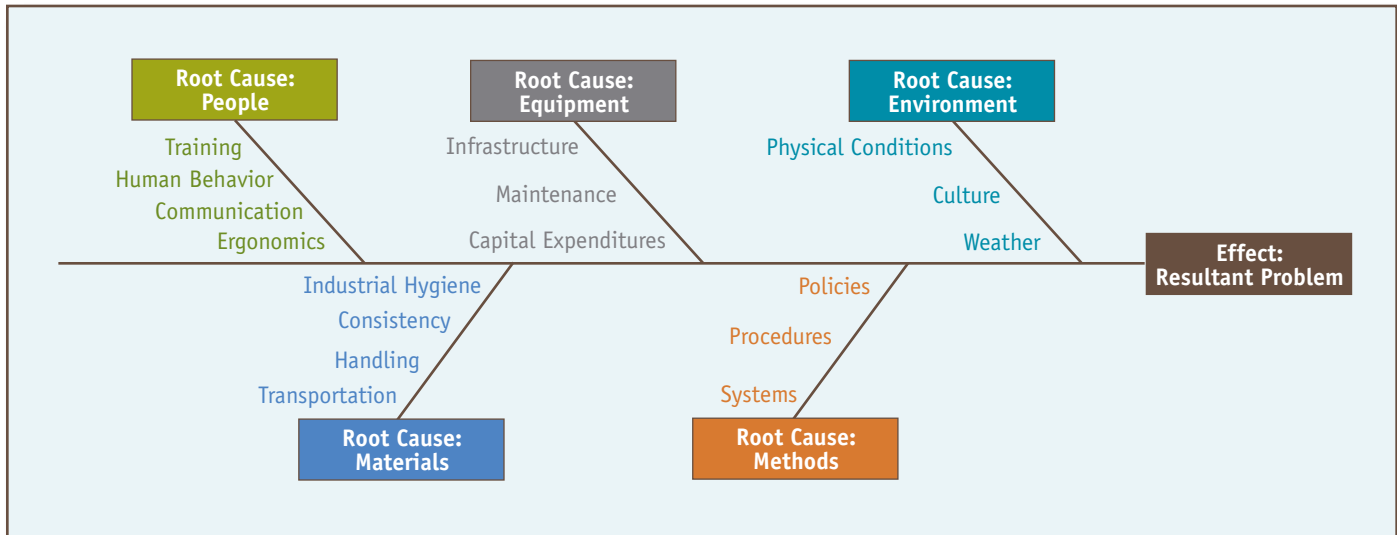 Root Cause:
People
Training
Human Behavior
Communication
Ergonomics
Root Cause:
Equipment
Infrastructure
Maintenance
Capital Expenditures
Root Cause:
Environment
Physical Conditions
Culture
Weather
Effect:
Resultant Problem
Industrial Hygiene
Consistency
Handling
Transportation
Root Cause:
Materials
Policies
Procedures
Systems
Root Cause:
Methods